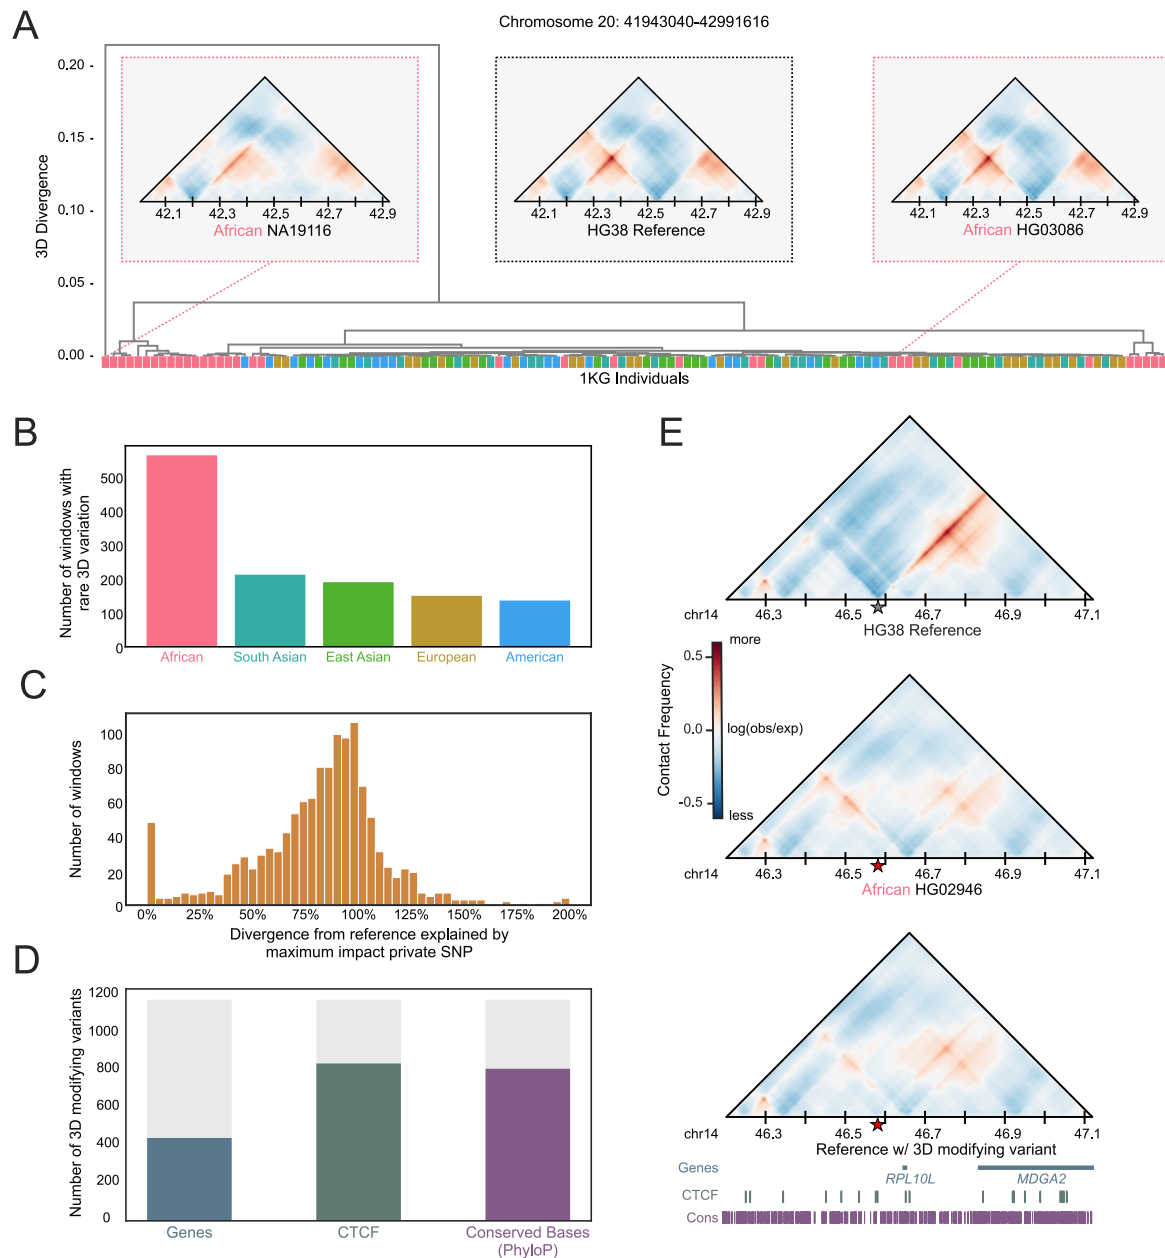 A
Chromosome 20: 41943040-42991616
3D Divergence
0.20 -
0.15 -
0.10 -
0.05 -
0.00 -
42.1 42.3 42.5 42.7 42.9
African NA19116
42.1 42.3 42.5 42.7 42.9
HG38 Reference
42.1 42.3 42.5 42.7 42.9
African HG03086
1KG Individuals
B
Number of windows with
rare 3D variation
500
400
300
200
100
0
African South Asian East Asian European American
C
Number of windows
100
80
60
40
20
0
0% 25% 50% 75% 100% 125% 150% 175% 200%
Divergence from reference explained by
maximum impact private SNP
D
Number of 3D modifying variants
1200
1000
800
600
400
200
0
Genes CTCF Conserved Bases
(PhyloP)
E
chr14 46.3 46.5 46.7 46.9 47.1
HG38 Reference
Contact Frequency
more
0.5
0.0 log(obs/exp)
-0.5
less
chr14 46.3 46.5 46.7 46.9 47.1
African HG02946
chr14 46.3 46.5 46.7 46.9 47.1
Reference w/ 3D modifying variant
Genes
RPL10L MDGA2
CTCF
Cons